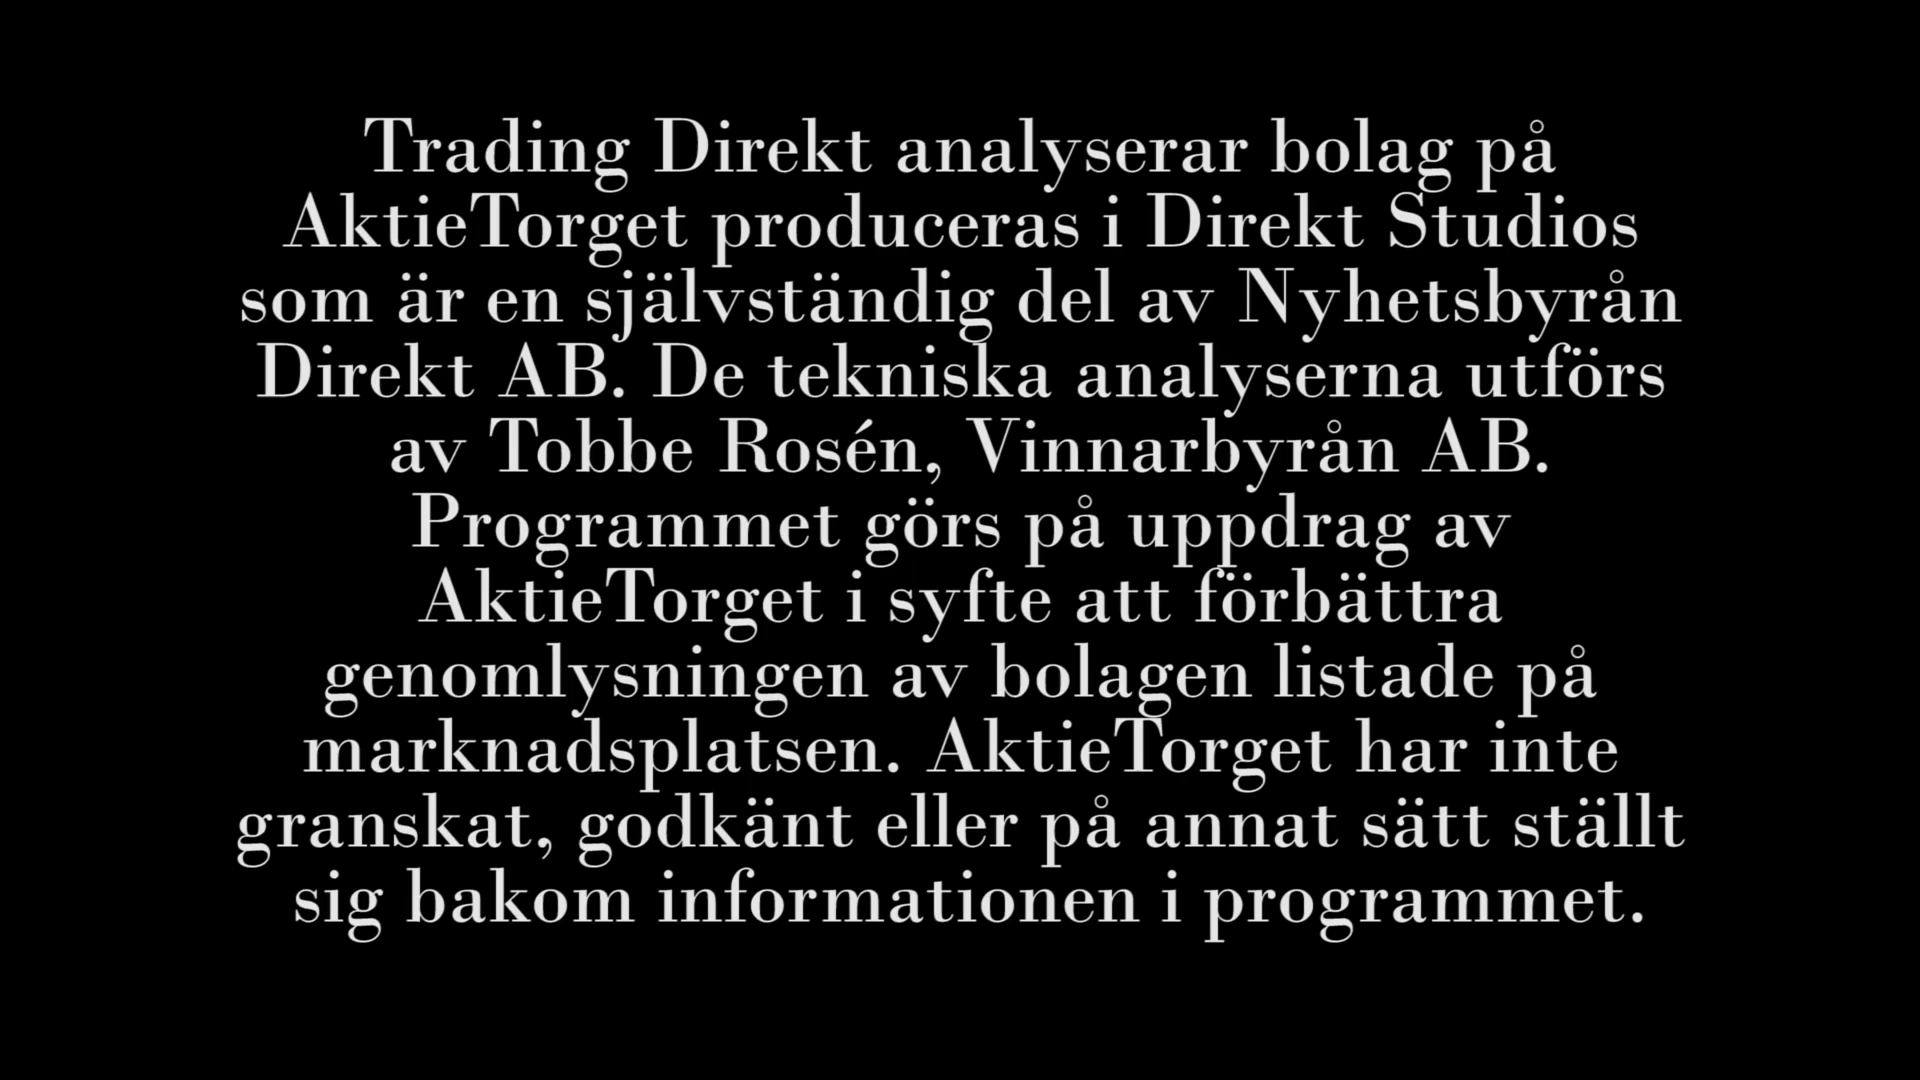 Trading Direkt analyserar bolag på
AktieTorget produceras i Direkt Studios
som är en självständig del av Nyhetsbyrån
Direkt AB. De tekniska analyserna utförs
av Tobbe Rosén, Vinnarbyrån AB.
Programmet görs på uppdrag av
AktieTorget i syfte att förbättra
genomlysningen av bolagen listade på
marknadsplatsen. AktieTorget har inte
granskat, godkänt eller på annat sätt ställt
sig bakom informationen i programmet.